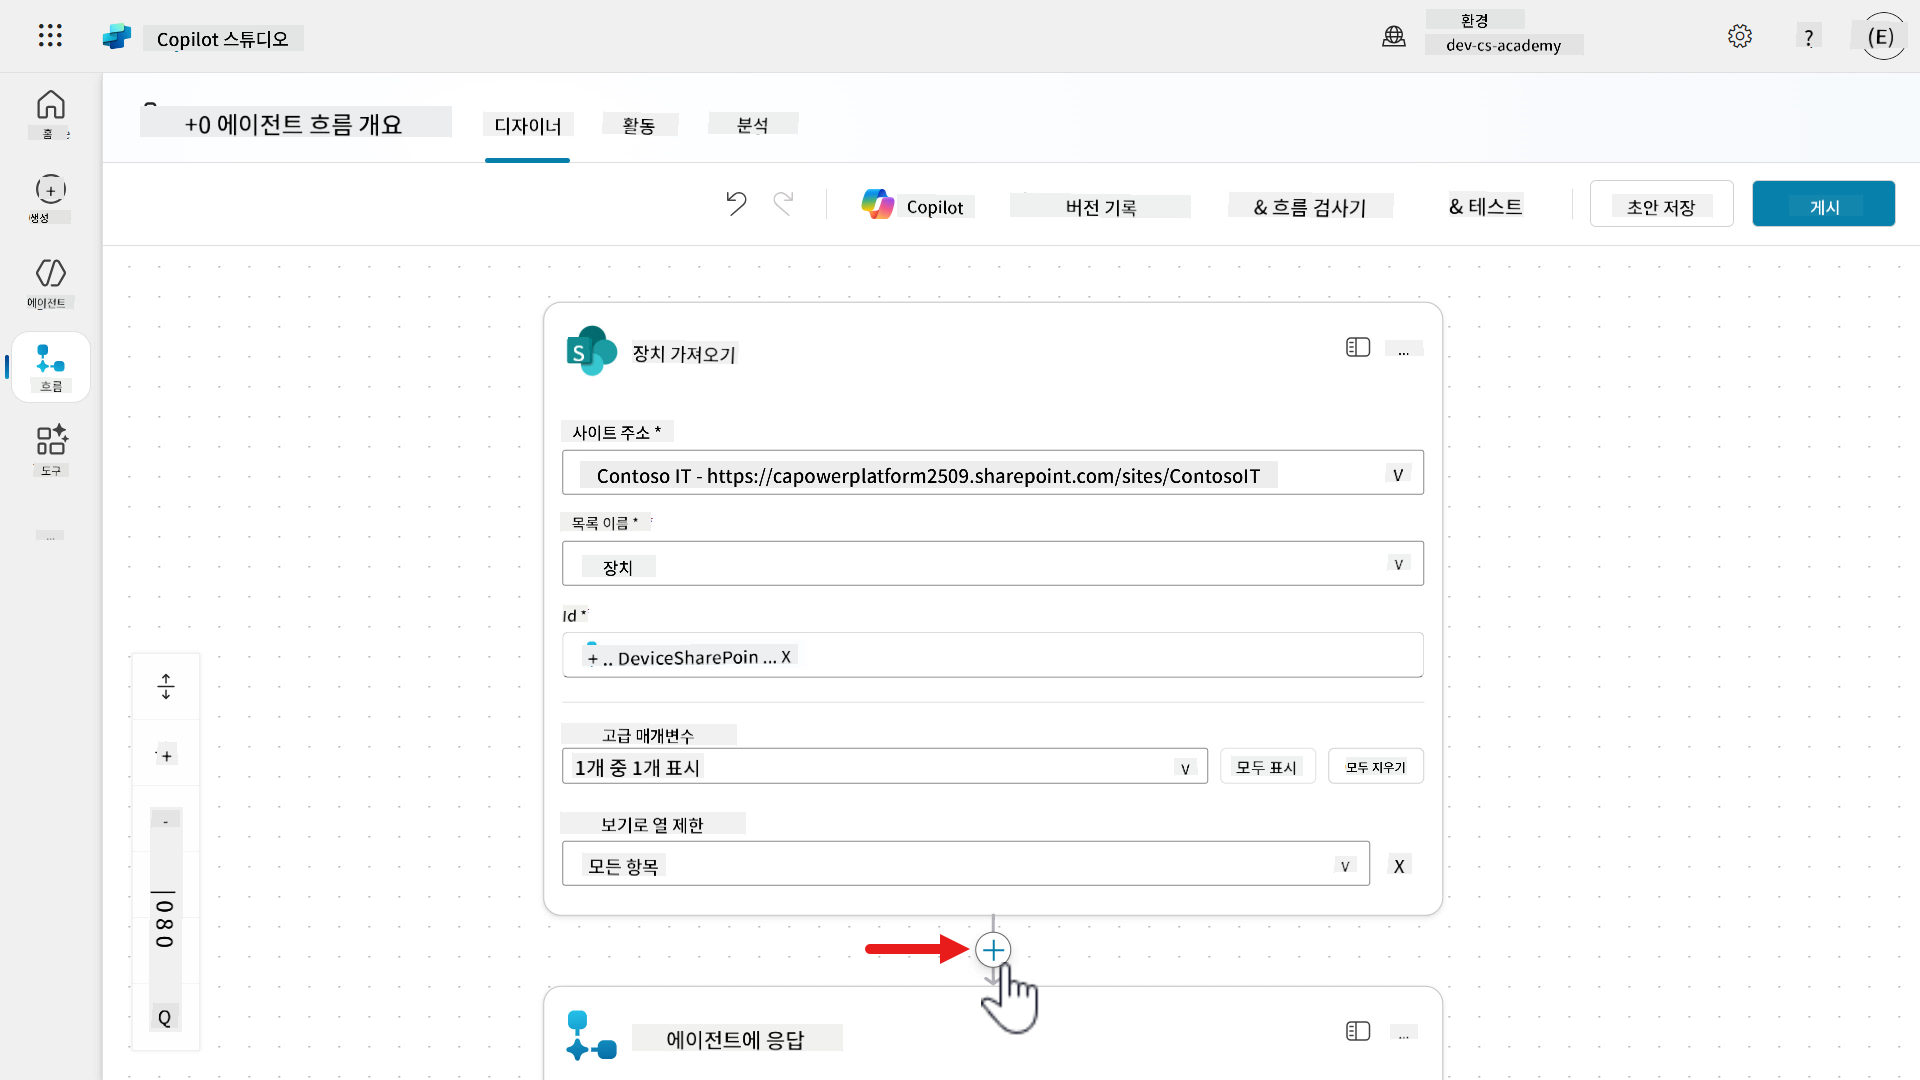 Copilot 스튜디오
환경
dev-cs-academy
?
(E)
홈
생성
에이전트
흐름
도구
...
+0 에이전트 흐름 개요
디자이너
활동
분석
Copilot
버전 기록
& 흐름 검사기
& 테스트
초안 저장
게시
S
장치 가져오기
...
사이트 주소 *
Contoso IT - https://capowerplatform2509.sharepoint.com/sites/ContosoIT
V
목록 이름 *
장치
V
Id *
+ .. DeviceSharePoin ... X
고급 매개변수
1개 중 1개 표시
V
모두 표시
모두 지우기
보기로 열 제한
모든 항목
V
X
+
-
|080
Q
에이전트에 응답
...